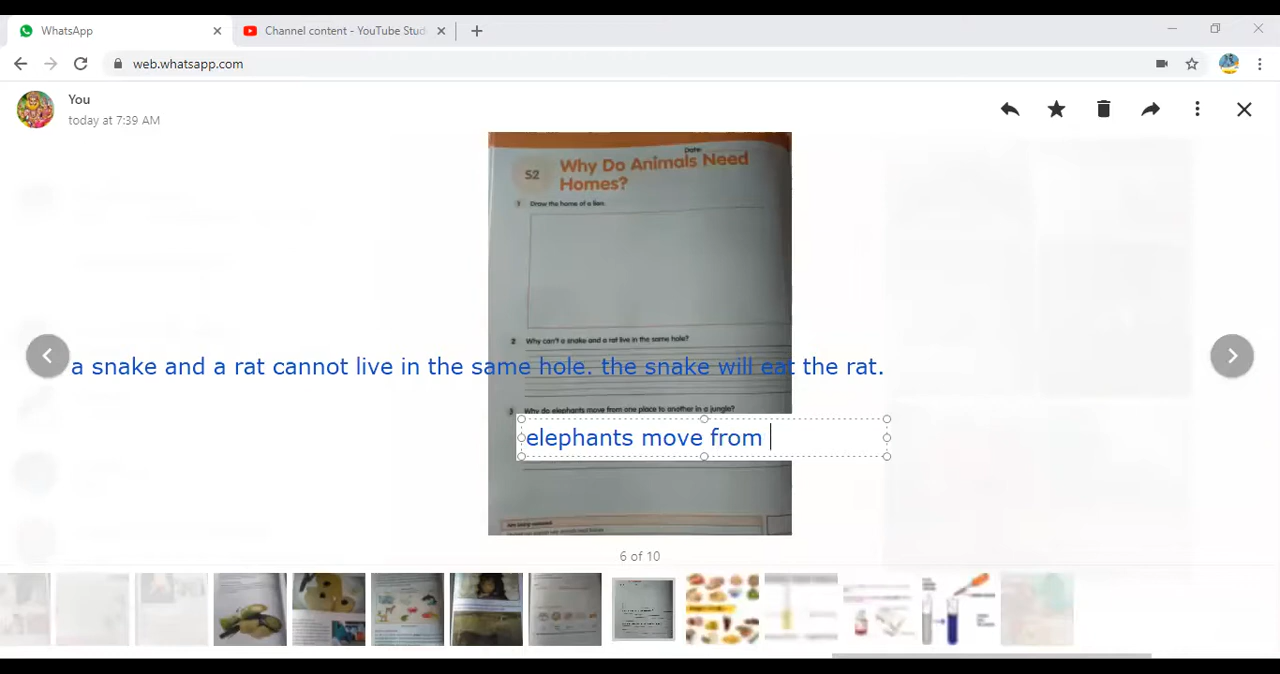 WhatsApp
Channel content - YouTube Stud
web.whatsapp.com
You
today at 7:39 AM
Date:
52
Why Do Animals Need
Homes?
1 Draw the home of a lion.
2 Why can't a snake and a rat live in the same hole?
a snake and a rat cannot live in the same hole. the snake will eat the rat.
3 Why do elephants move from one place to another in a jungle?
elephants move from
6 of 10